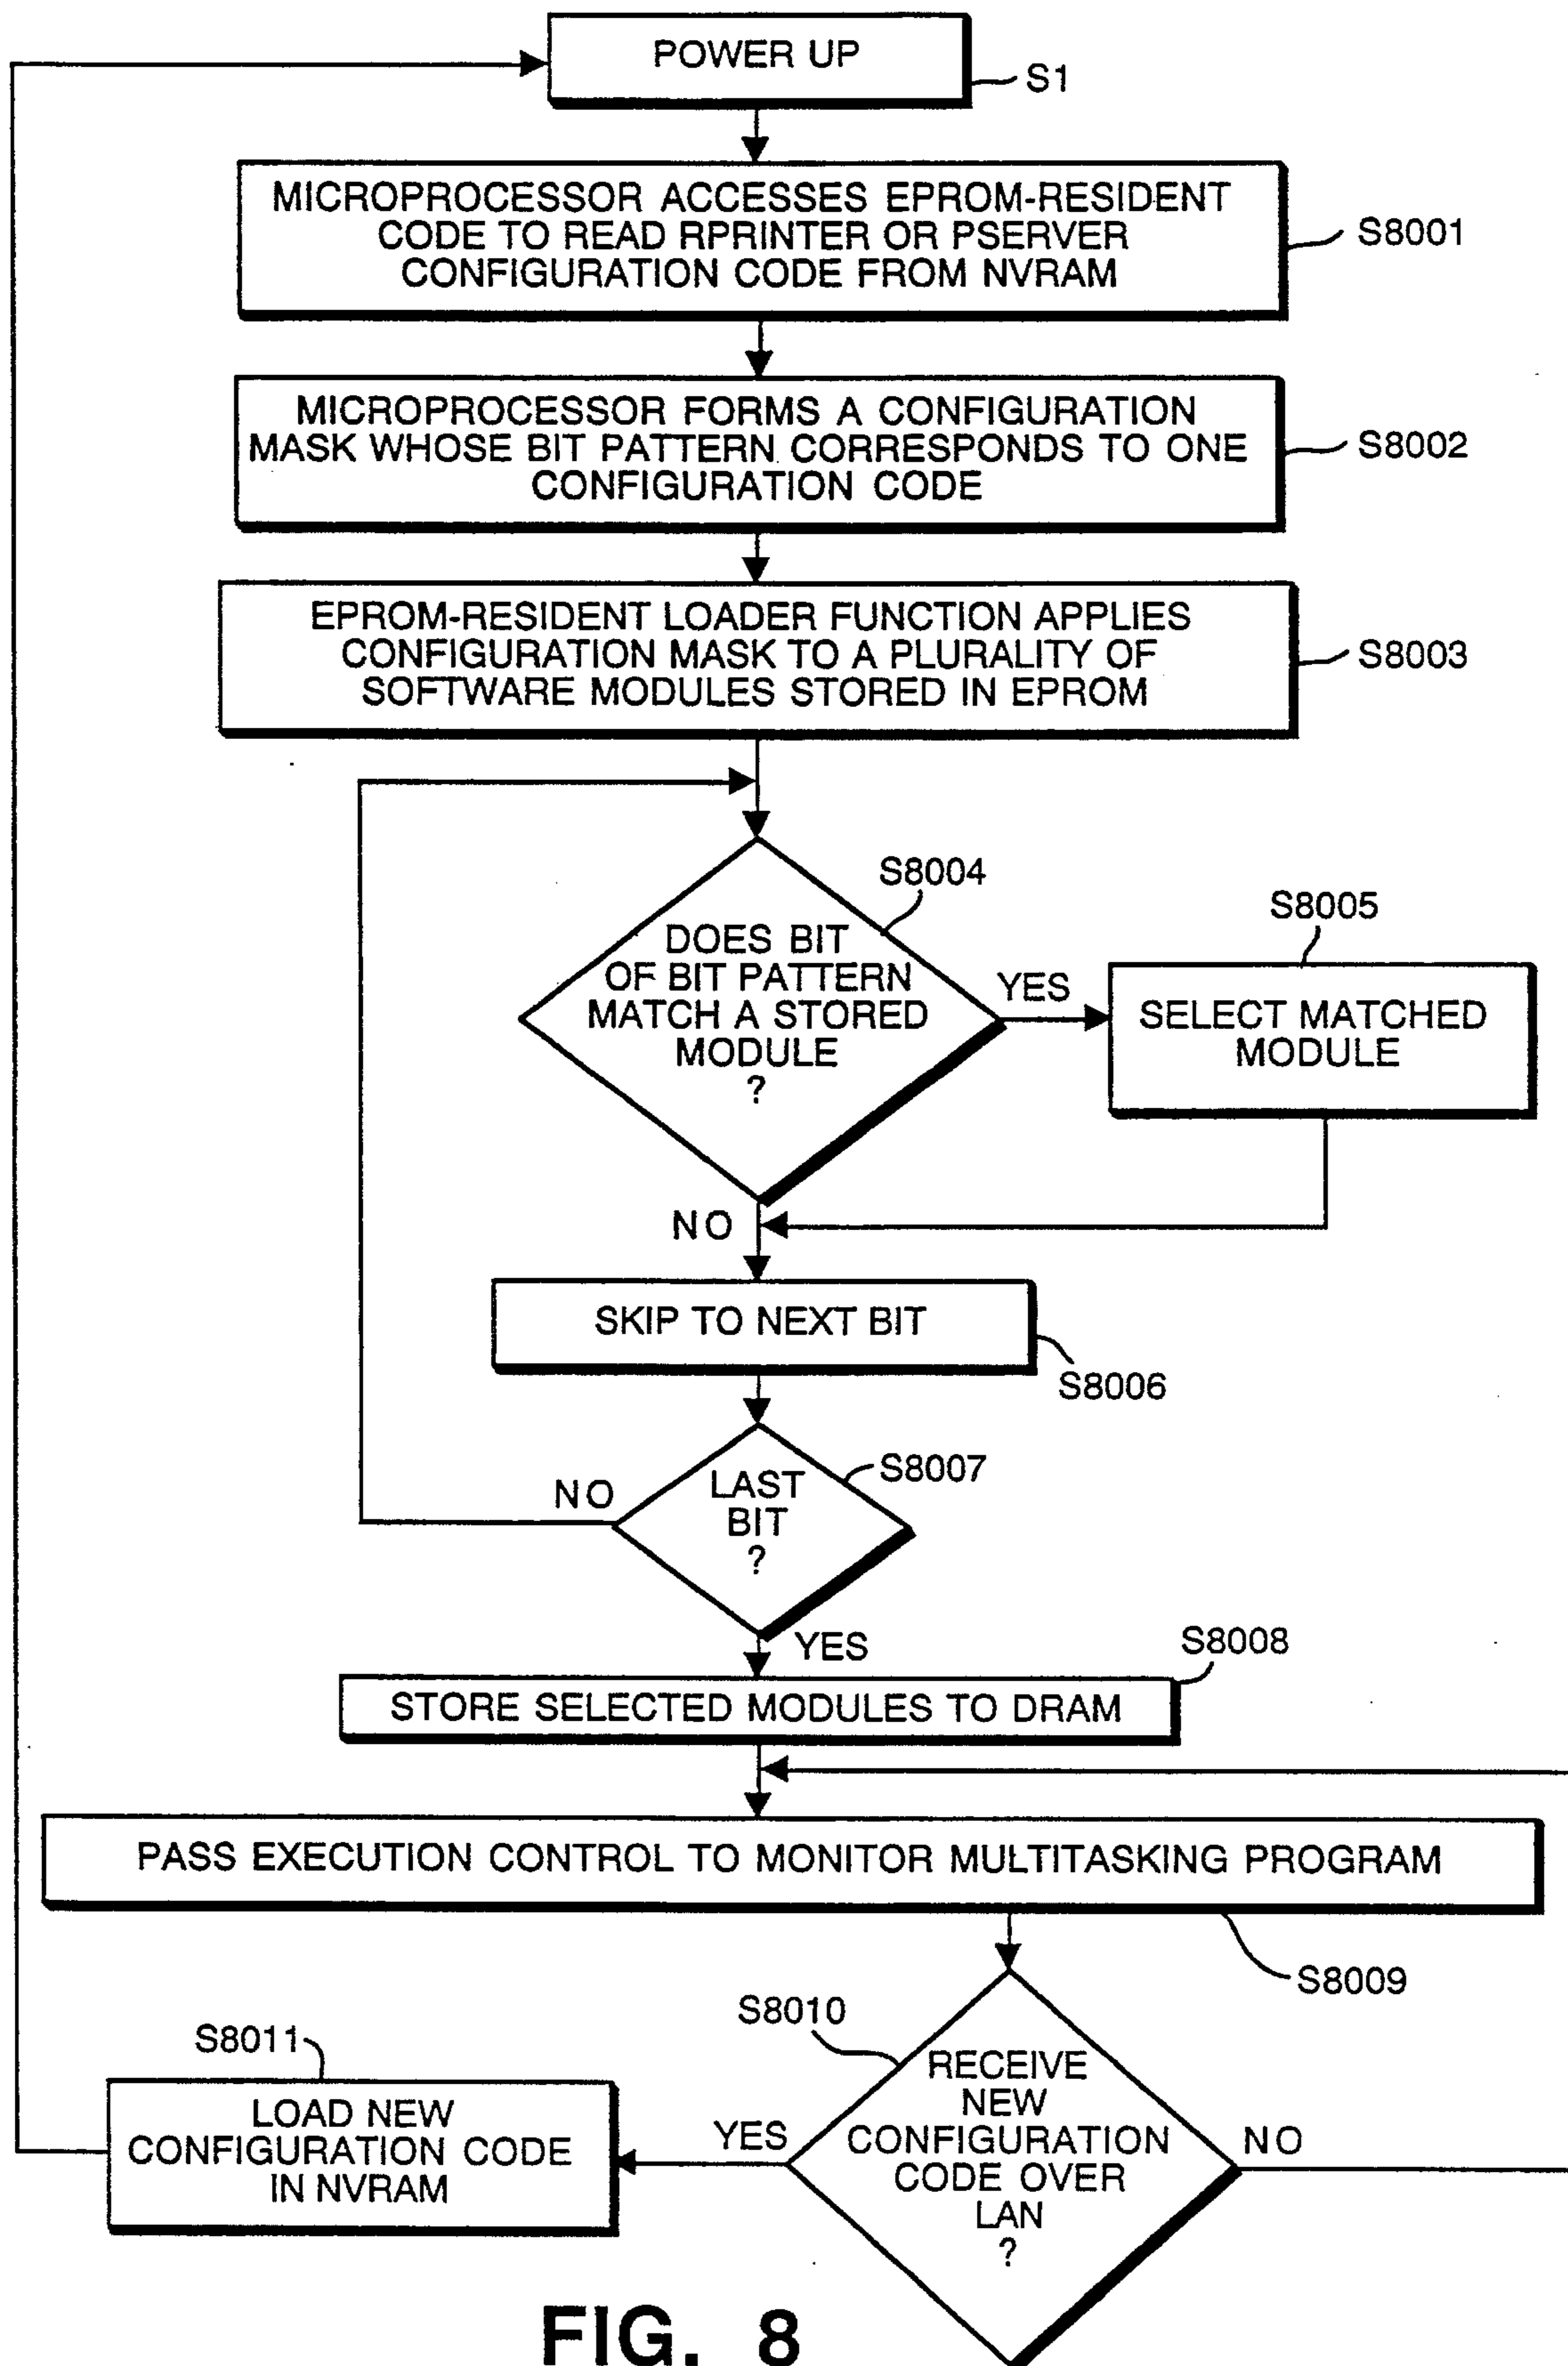 POWER UP
S1
MICROPROCESSOR ACCESSES EPROM-RESIDENT
CODE TO READ RPRINTER OR PSERVER
CONFIGURATION CODE FROM NVRAM
S8001
MICROPROCESSOR FORMS A CONFIGURATION
MASK WHOSE BIT PATTERN CORRESPONDS TO ONE
CONFIGURATION CODE
S8002
EPROM-RESIDENT LOADER FUNCTION APPLIES
CONFIGURATION MASK TO A PLURALITY OF
SOFTWARE MODULES STORED IN EPROM
S8003
S8004
DOES BIT
OF BIT PATTERN
MATCH A STORED
MODULE
?
YES
S8005
SELECT MATCHED
MODULE
NO
SKIP TO NEXT BIT
S8006
LAST
BIT
?
S8007
NO
YES
S8008
STORE SELECTED MODULES TO DRAM
PASS EXECUTION CONTROL TO MONITOR MULTITASKING PROGRAM
S8009
S8010
RECEIVE
NEW
CONFIGURATION
CODE OVER
LAN
?
YES
NO
S8011
LOAD NEW
CONFIGURATION CODE
IN NVRAM
FIG. 8